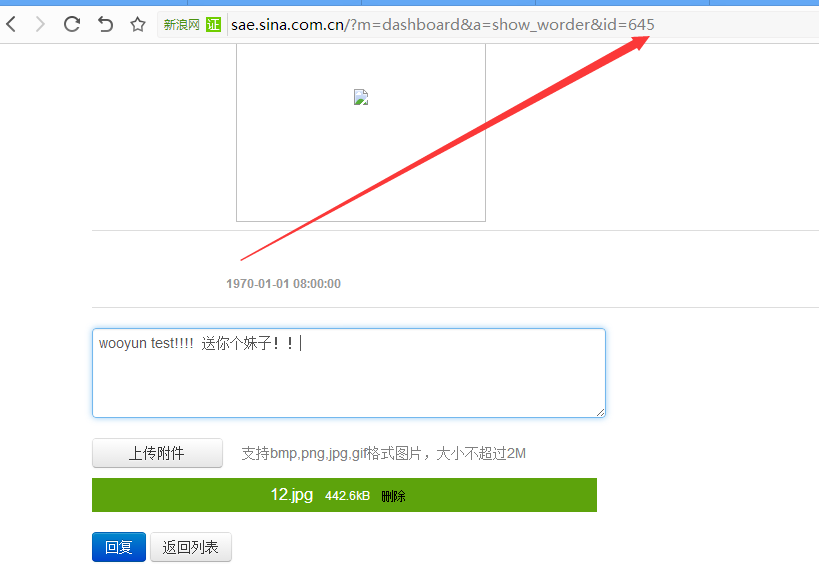 新浪网 证 sae.sina.com.cn/?m=dashboard&a=show_worder&id=645
1970-01-01 08:00:00
wooyun test!!!! 送你个妹子！！
上传附件 支持bmp,png,jpg,gif格式图片，大小不超过2M
12.jpg 442.6kB 删除
回复 返回列表